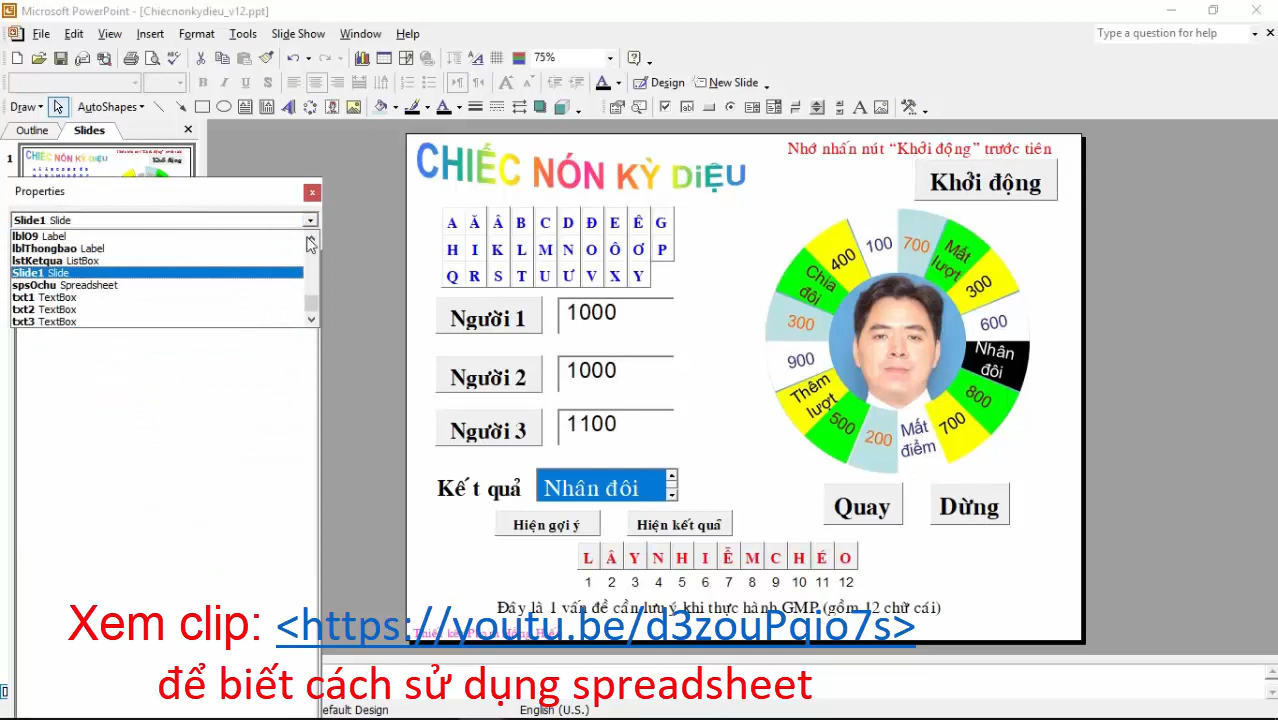 Microsoft PowerPoint - [Chiecnonkydieu_v12.ppt]
File Edit View Insert Format Tools Slide Show Window Help
Type a question for help
75%
Design New Slide
Draw AutoShapes
Outline Slides
1
Properties
Slide1 Slide
lblO9 Label
lblThongbao Label
lstKetqua ListBox
Slide1 Slide
spsOchu Spreadsheet
txt1 TextBox
txt2 TextBox
txt3 TextBox
CHIẾC NÓN KỲ DIỆU
Nhớ nhấn nút “Khởi động” trước tiên
Khởi động
A Ă Â B C D Đ E Ê G
H I K L M N O Ô Ơ P
Q R S T U Ư V X Y
Người 1 1000
Người 2 1000
Người 3 1100
100
700
Mất lượt
300
600
Nhân đôi
800
700
Mất điểm
200
500
Thêm lượt
900
300
Chia đôi
400
Kết quả Nhân đôi
Quay Dừng
Hiện gợi ý Hiện kết quả
L Â Y N H I Ễ M C H É O
1 2 3 4 5 6 7 8 9 10 11 12
Đây là 1 vấn đề cần lưu ý khi thực hành GMP (gồm 12 chữ cái)
Xem clip: <https://youtu.be/d3zouPqio7s>
để biết cách sử dụng spreadsheet
efault Design English (U.S.)